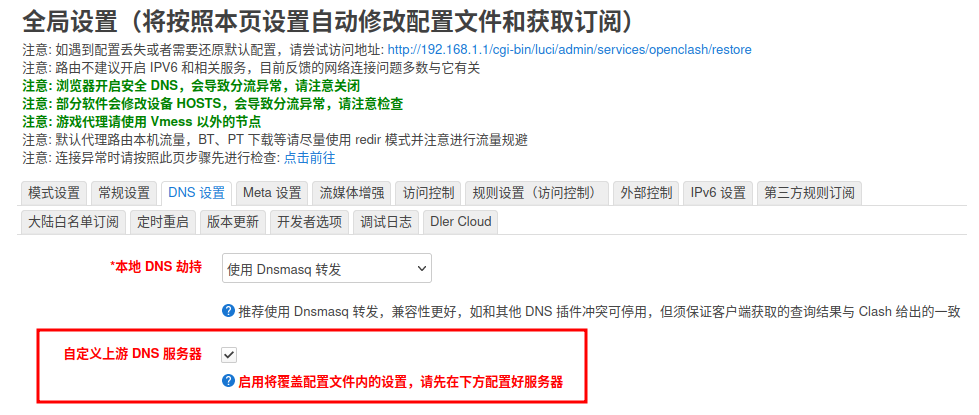 全局设置（将按照本页设置自动修改配置文件和获取订阅）
注意: 如遇到配置丢失或者需要还原默认配置，请尝试访问地址: http://192.168.1.1/cgi-bin/luci/admin/services/openclash/restore
注意: 路由不建议开启 IPV6 和相关服务，目前反馈的网络连接问题多数与它有关
注意: 浏览器开启安全 DNS，会导致分流异常，请注意关闭
注意: 部分软件会修改设备 HOSTS，会导致分流异常，请注意检查
注意: 游戏代理请使用 Vmess 以外的节点
注意: 默认代理路由本机流量，BT、PT 下载等请尽量使用 redir 模式并注意进行流量规避
注意: 连接异常时请按照此页步骤先进行检查: 点击前往
模式设置 常规设置 DNS 设置 Meta 设置 流媒体增强 访问控制 规则设置（访问控制） 外部控制 IPv6 设置 第三方规则订阅
大陆白名单订阅 定时重启 版本更新 开发者选项 调试日志 Dler Cloud
*本地 DNS 劫持 使用 Dnsmasq 转发
推荐使用 Dnsmasq 转发，兼容性更好，如和其他 DNS 插件冲突可停用，但须保证客户端获取的查询结果与 Clash 给出的一致
自定义上游 DNS 服务器
启用将覆盖配置文件内的设置，请先在下方配置好服务器